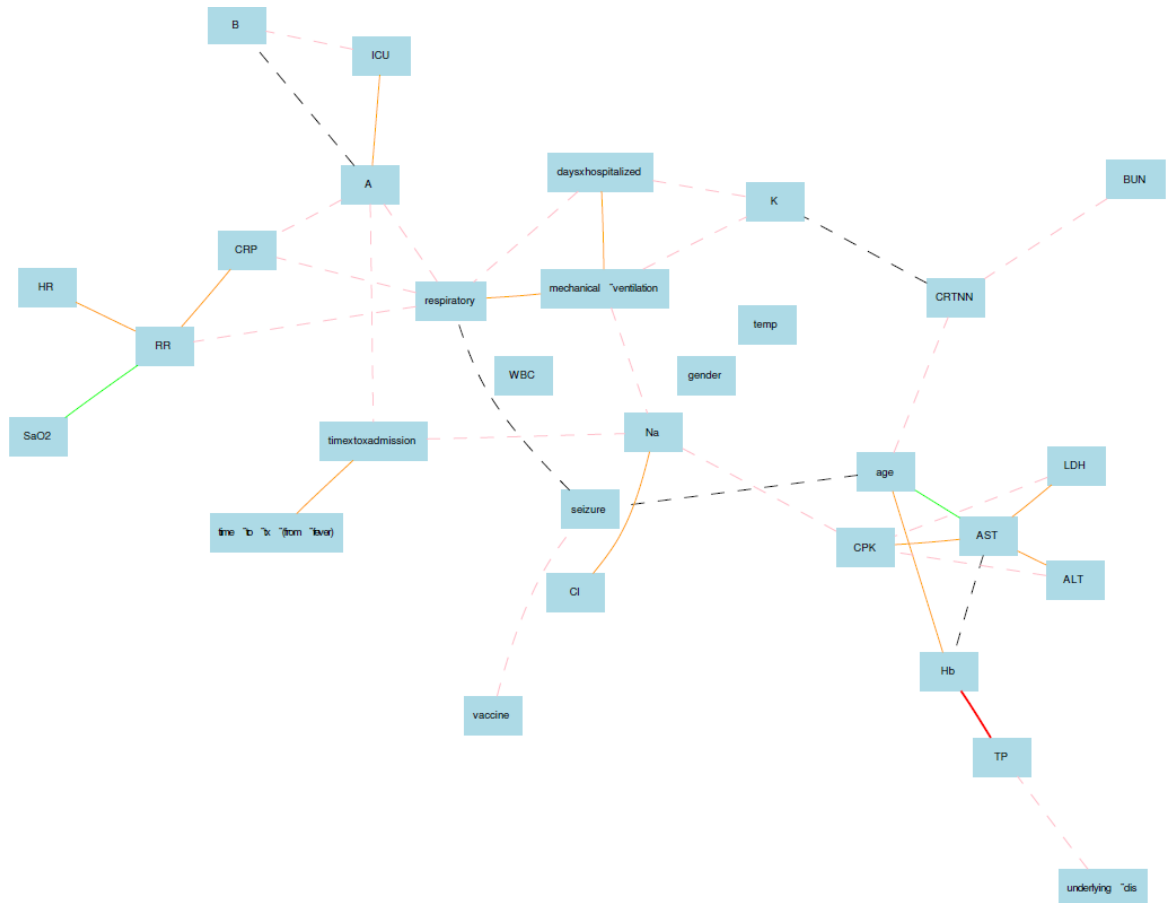 B
ICU
daysxhospitalized
BUN
A
K
CRP
HR
mechanical ˜ventilation
respiratory
CRTNN
temp
RR
WBC
gender
SaO2
timextoxadmission
Na
LDH
age
seizure
time ˜to ˜tx ˜(from ˜fever)
AST
CPK
ALT
Cl
Hb
vaccine
TP
underlying ˜dis